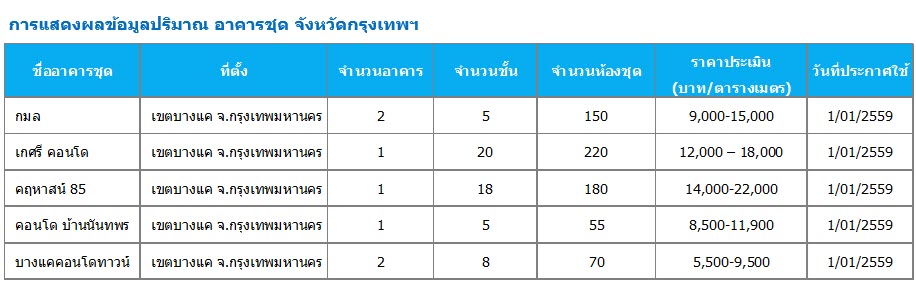 การแสดงผลข้อมูลปริมาณ อาคารชุด จังหวัดกรุงเทพฯ
ชื่ออาคารชุด ที่ตั้ง จำนวนอาคาร จำนวนชั้น จำนวนห้องชุด ราคาประเมิน (บาท/ตารางเมตร) วันที่ประกาศใช้
กมล เขตบางแค จ.กรุงเทพมหานคร 2 5 150 9,000-15,000 1/01/2559
เกศรี คอนโด เขตบางแค จ.กรุงเทพมหานคร 1 20 220 12,000 – 18,000 1/01/2559
คฤหาสน์ 85 เขตบางแค จ.กรุงเทพมหานคร 1 18 180 14,000-22,000 1/01/2559
คอนโด บ้านนันทพร เขตบางแค จ.กรุงเทพมหานคร 1 5 55 8,500-11,900 1/01/2559
บางแคคอนโดทาวน์ เขตบางแค จ.กรุงเทพมหานคร 2 8 70 5,500-9,500 1/01/2559